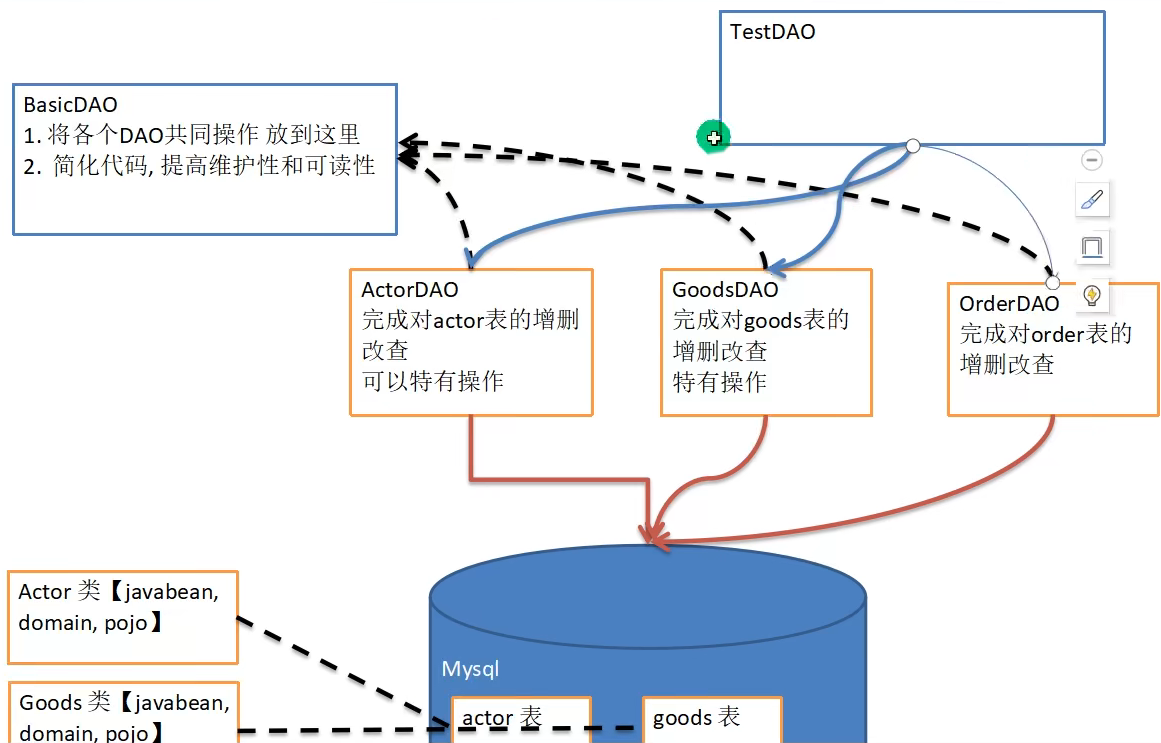 TestDAO
BasicDAO
1. 将各个DAO共同操作 放到这里
2. 简化代码, 提高维护性和可读性
ActorDAO
完成对actor表的增删
改查
可以特有操作
GoodsDAO
完成对goods表的
增删改查
特有操作
OrderDAO
完成对order表的
增删改查
Actor 类【javabean,
domain, pojo】
Goods 类【javabean,
domain, pojo】
Mysql
actor 表
goods 表